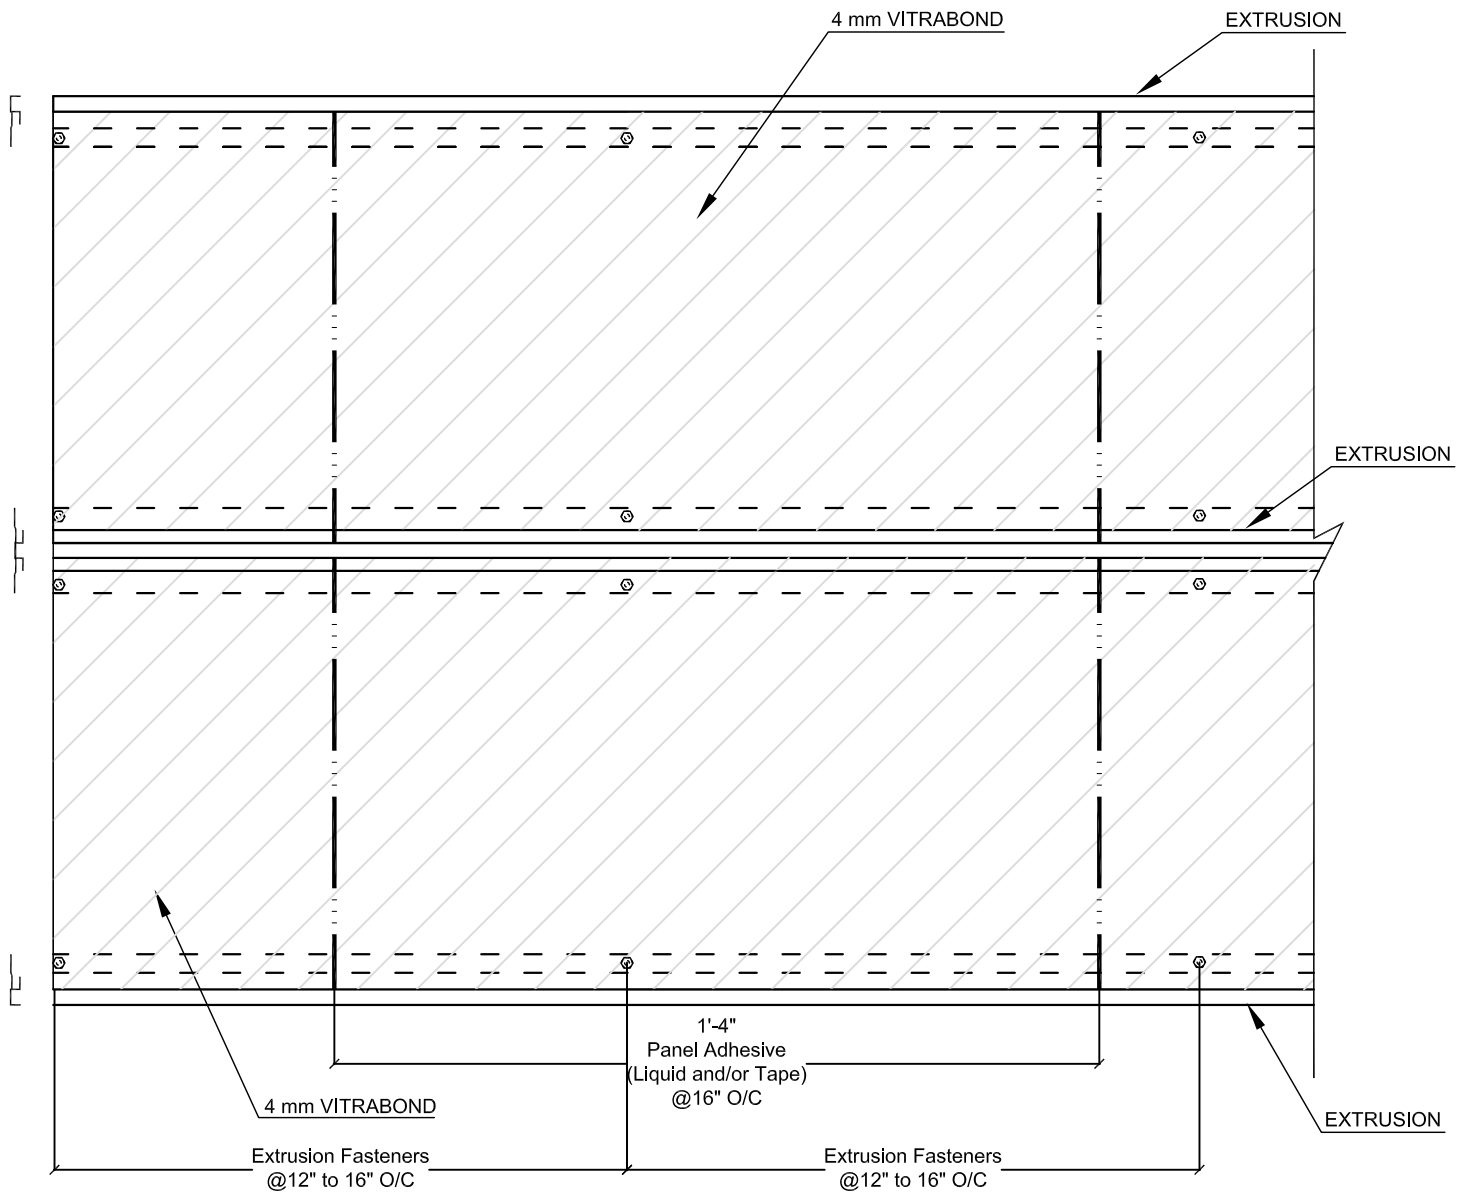 4 mm VITRABOND
EXTRUSION
EXTRUSION
1'-4"
Panel Adhesive
(Liquid and/or Tape)
@16" O/C
4 mm VITRABOND
EXTRUSION
Extrusion Fasteners
@12" to 16" O/C
Extrusion Fasteners
@12" to 16" O/C